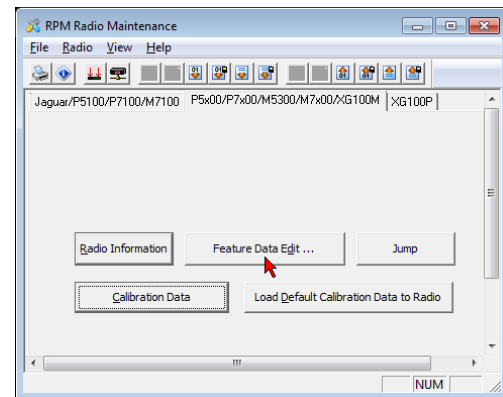 RPM Radio Maintenance
File Radio View Help
Jaguar/P5100/P7100/M7100 P5x00/P7x00/M5300/M7x00/XG100M XG100P
Radio Information Feature Data Edit ... Jump
Calibration Data Load Default Calibration Data to Radio
NUM